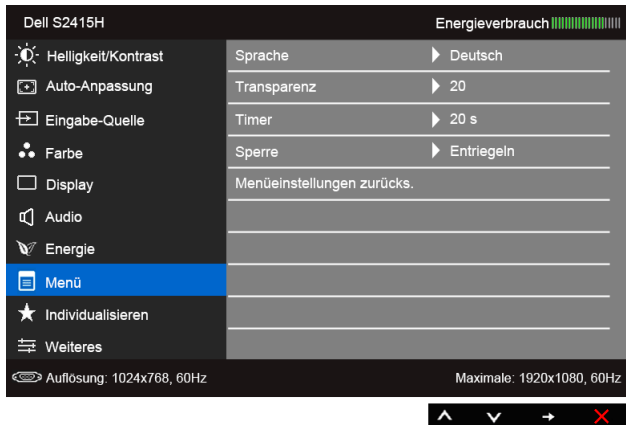 Dell S2415H Energieverbrauch
Helligkeit/Kontrast Sprache Deutsch
Auto-Anpassung Transparenz 20
Eingabe-Quelle Timer 20 s
Farbe Sperre Entriegeln
Display Menüeinstellungen zurücks.
Audio
Energie
Menü
Individualisieren
Weiteres
Auflösung: 1024x768, 60Hz Maximale: 1920x1080, 60Hz